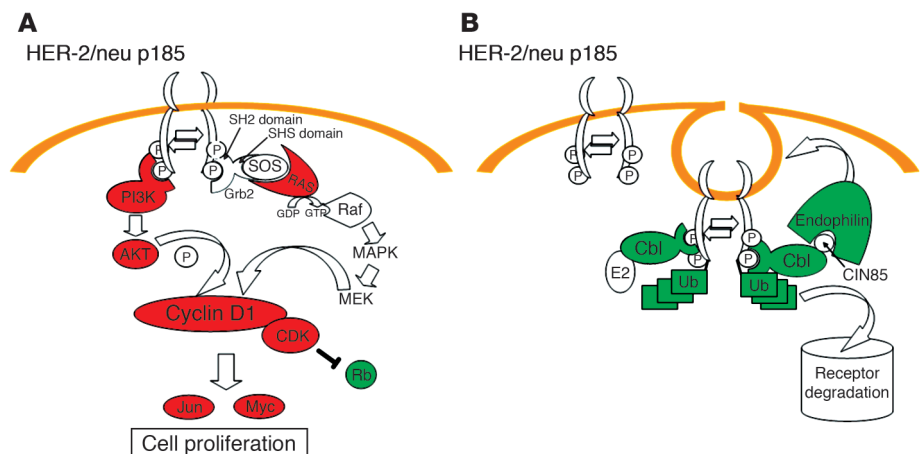 A
HER-2/neu p185
SH2 domain
SHS domain
P
P
P
P
SOS
RAS
Grb2
PI3K
GDP GTP
Raf
MAPK
AKT
P
MEK
Cyclin D1
CDK
Rb
Jun
Myc
Cell proliferation
B
HER-2/neu p185
P
P
P
P
Endophilin
P
P
P
P
Cbl
Cbl
E2
CIN85
Ub
Ub
Receptor
degradation